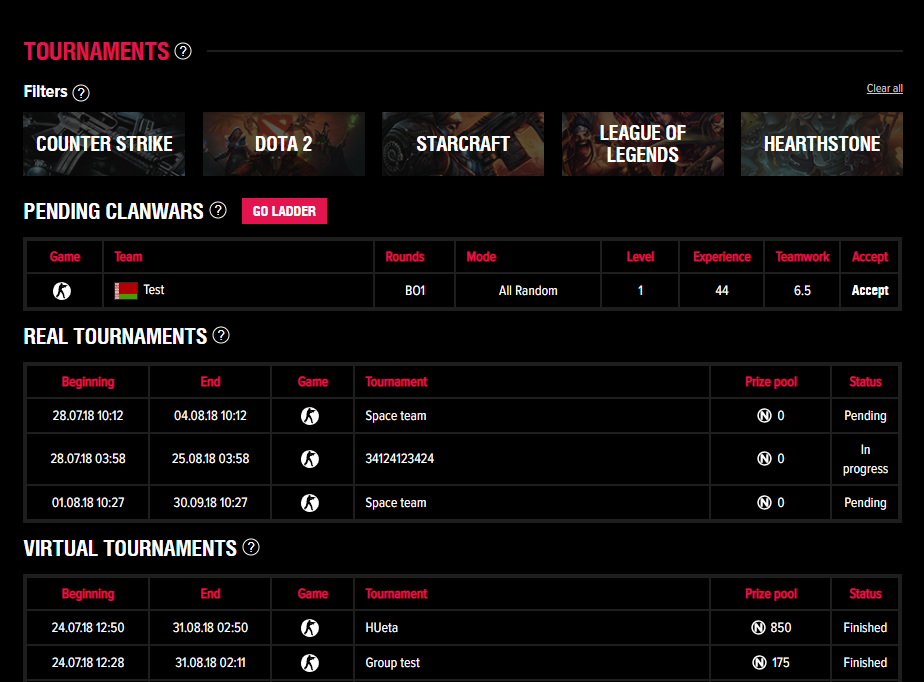 TOURNAMENTS ?
Filters ? Clear all
COUNTER STRIKE DOTA 2 STARCRAFT LEAGUE OF LEGENDS HEARTHSTONE
PENDING CLANWARS ? GO LADDER
Game Team Rounds Mode Level Experience Teamwork Accept
Test BO1 All Random 1 44 6.5 Accept
REAL TOURNAMENTS ?
Beginning End Game Tournament Prize pool Status
28.07.18 10:12 04.08.18 10:12 Space team N 0 Pending
28.07.18 03:58 25.08.18 03:58 34124123424 N 0 In progress
01.08.18 10:27 30.09.18 10:27 Space team N 0 Pending
VIRTUAL TOURNAMENTS ?
Beginning End Game Tournament Prize pool Status
24.07.18 12:50 31.08.18 02:50 HUeta N 850 Finished
24.07.18 12:28 31.08.18 02:11 Group test N 175 Finished